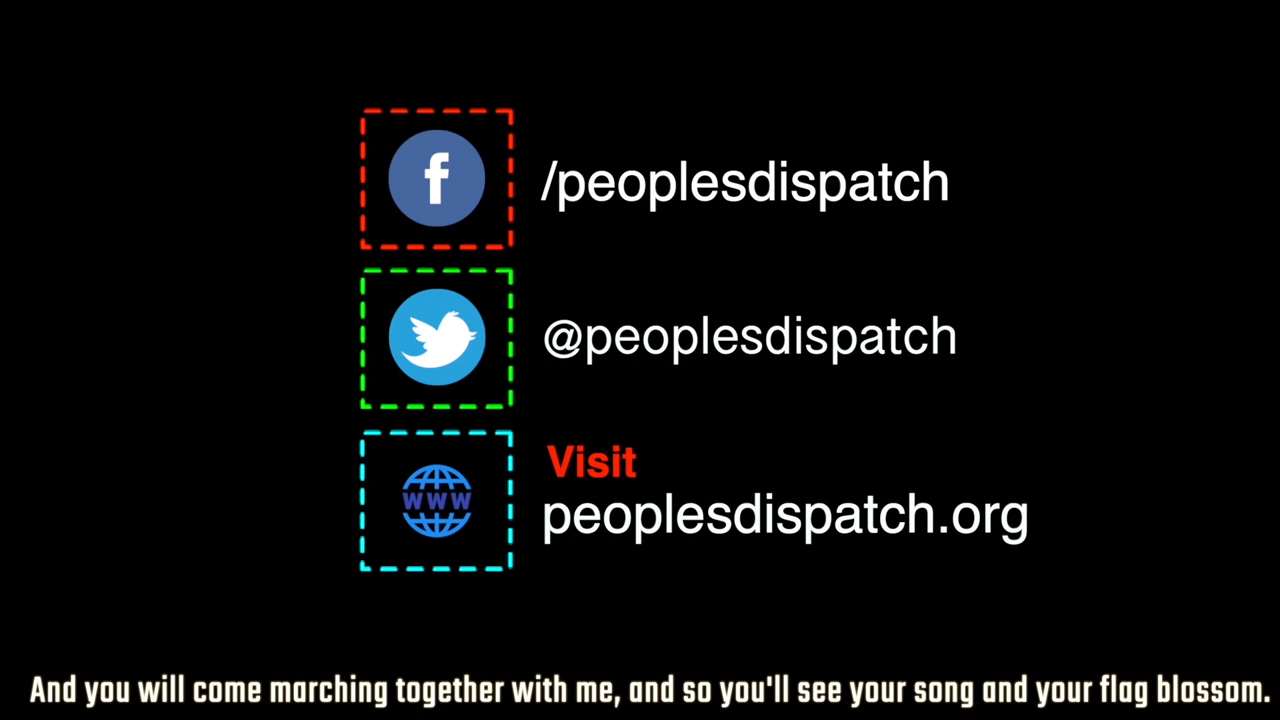 f
/peoplesdispatch
@peoplesdispatch
Visit
www
peoplesdispatch.org
And you will come marching together with me, and so you'll see your song and your flag blossom.